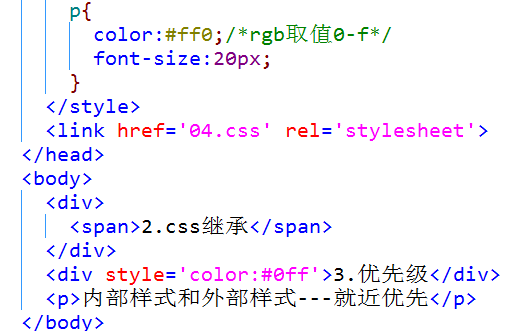 p{
color:#ff0;/*rgb取值0-f*/
font-size:20px;
}
</style>
<link href='04.css' rel='stylesheet'>
</head>
<body>
<div>
<span>2.css继承</span>
</div>
<div style='color:#0ff'>3.优先级</div>
<p>内部样式和外部样式---就近优先</p>
</body>